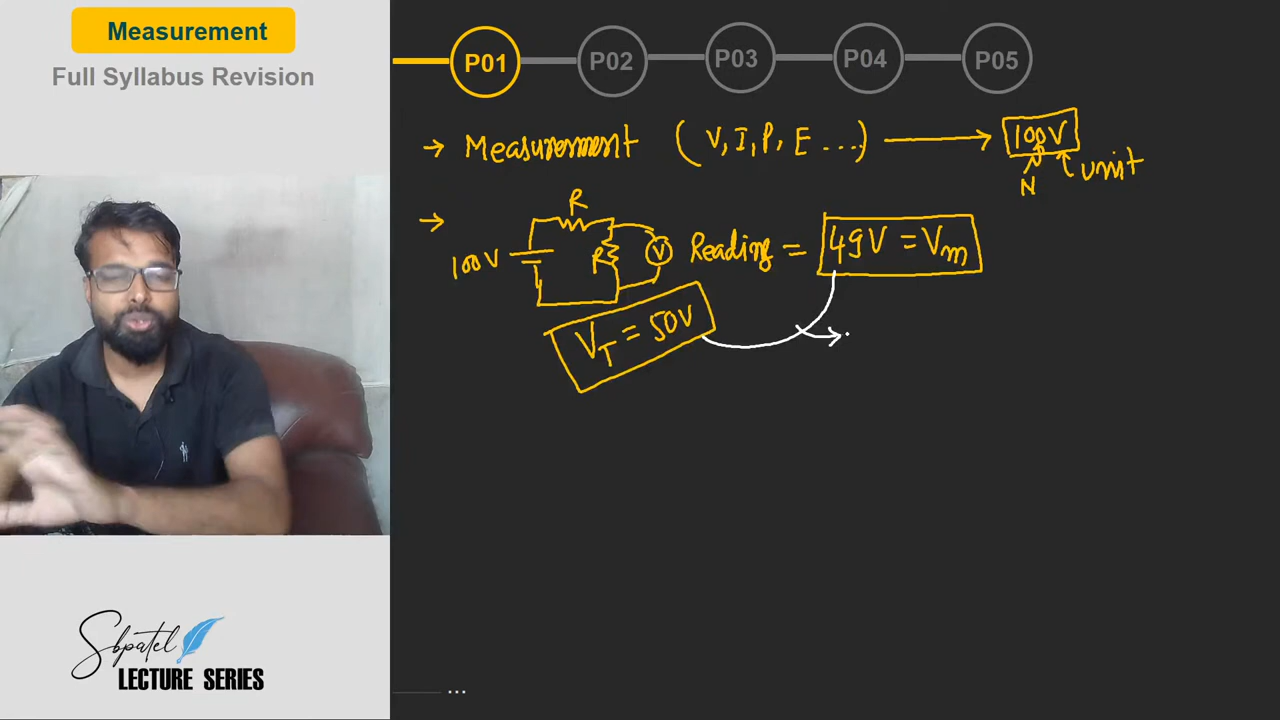 Measurement
Full Syllabus Revision
P01 P02 P03 P04 P05
→ Measurement (V, I, P, E ...) → 100V
N unit
→ 100V R R V Reading = 49V = Vm
VT = 50V
Sbpatel
LECTURE SERIES
...